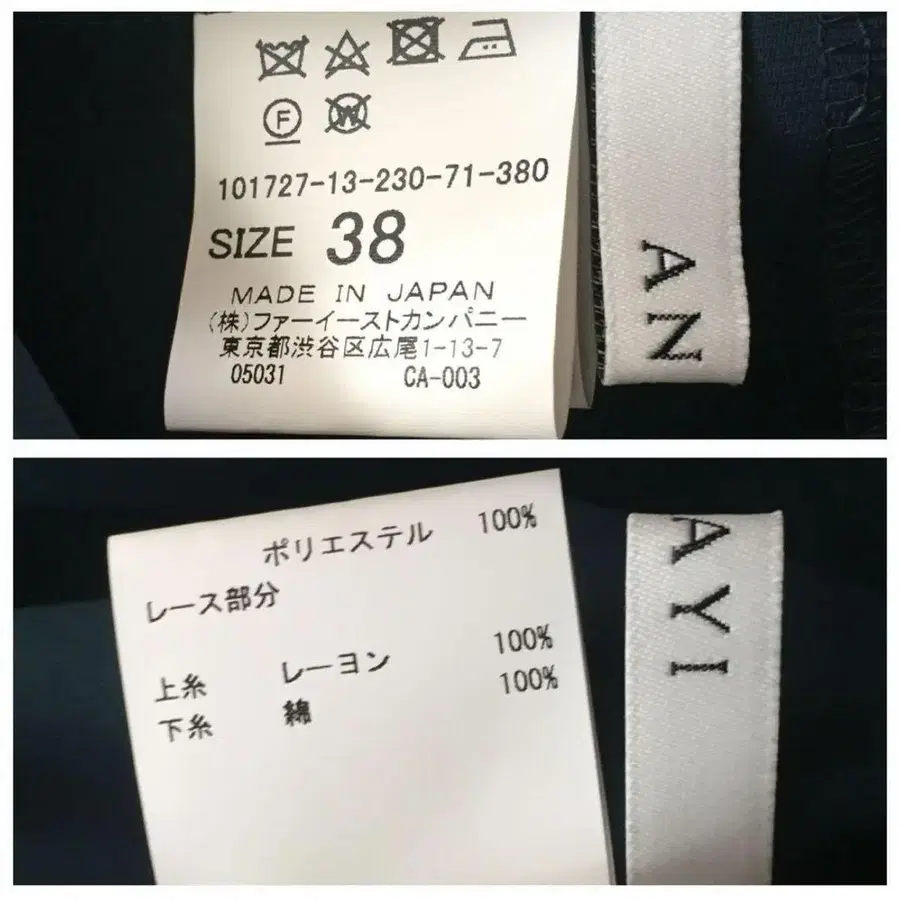 F
W
101727-13-230-71-380
SIZE 38
MADE IN JAPAN
(株)ファーイーストカンパニー
東京都渋谷区広尾1-13-7
05031 CA-003
AN
ポリエステル 100%
レース部分
上糸 レーヨン 100%
下糸 綿 100%
AYI